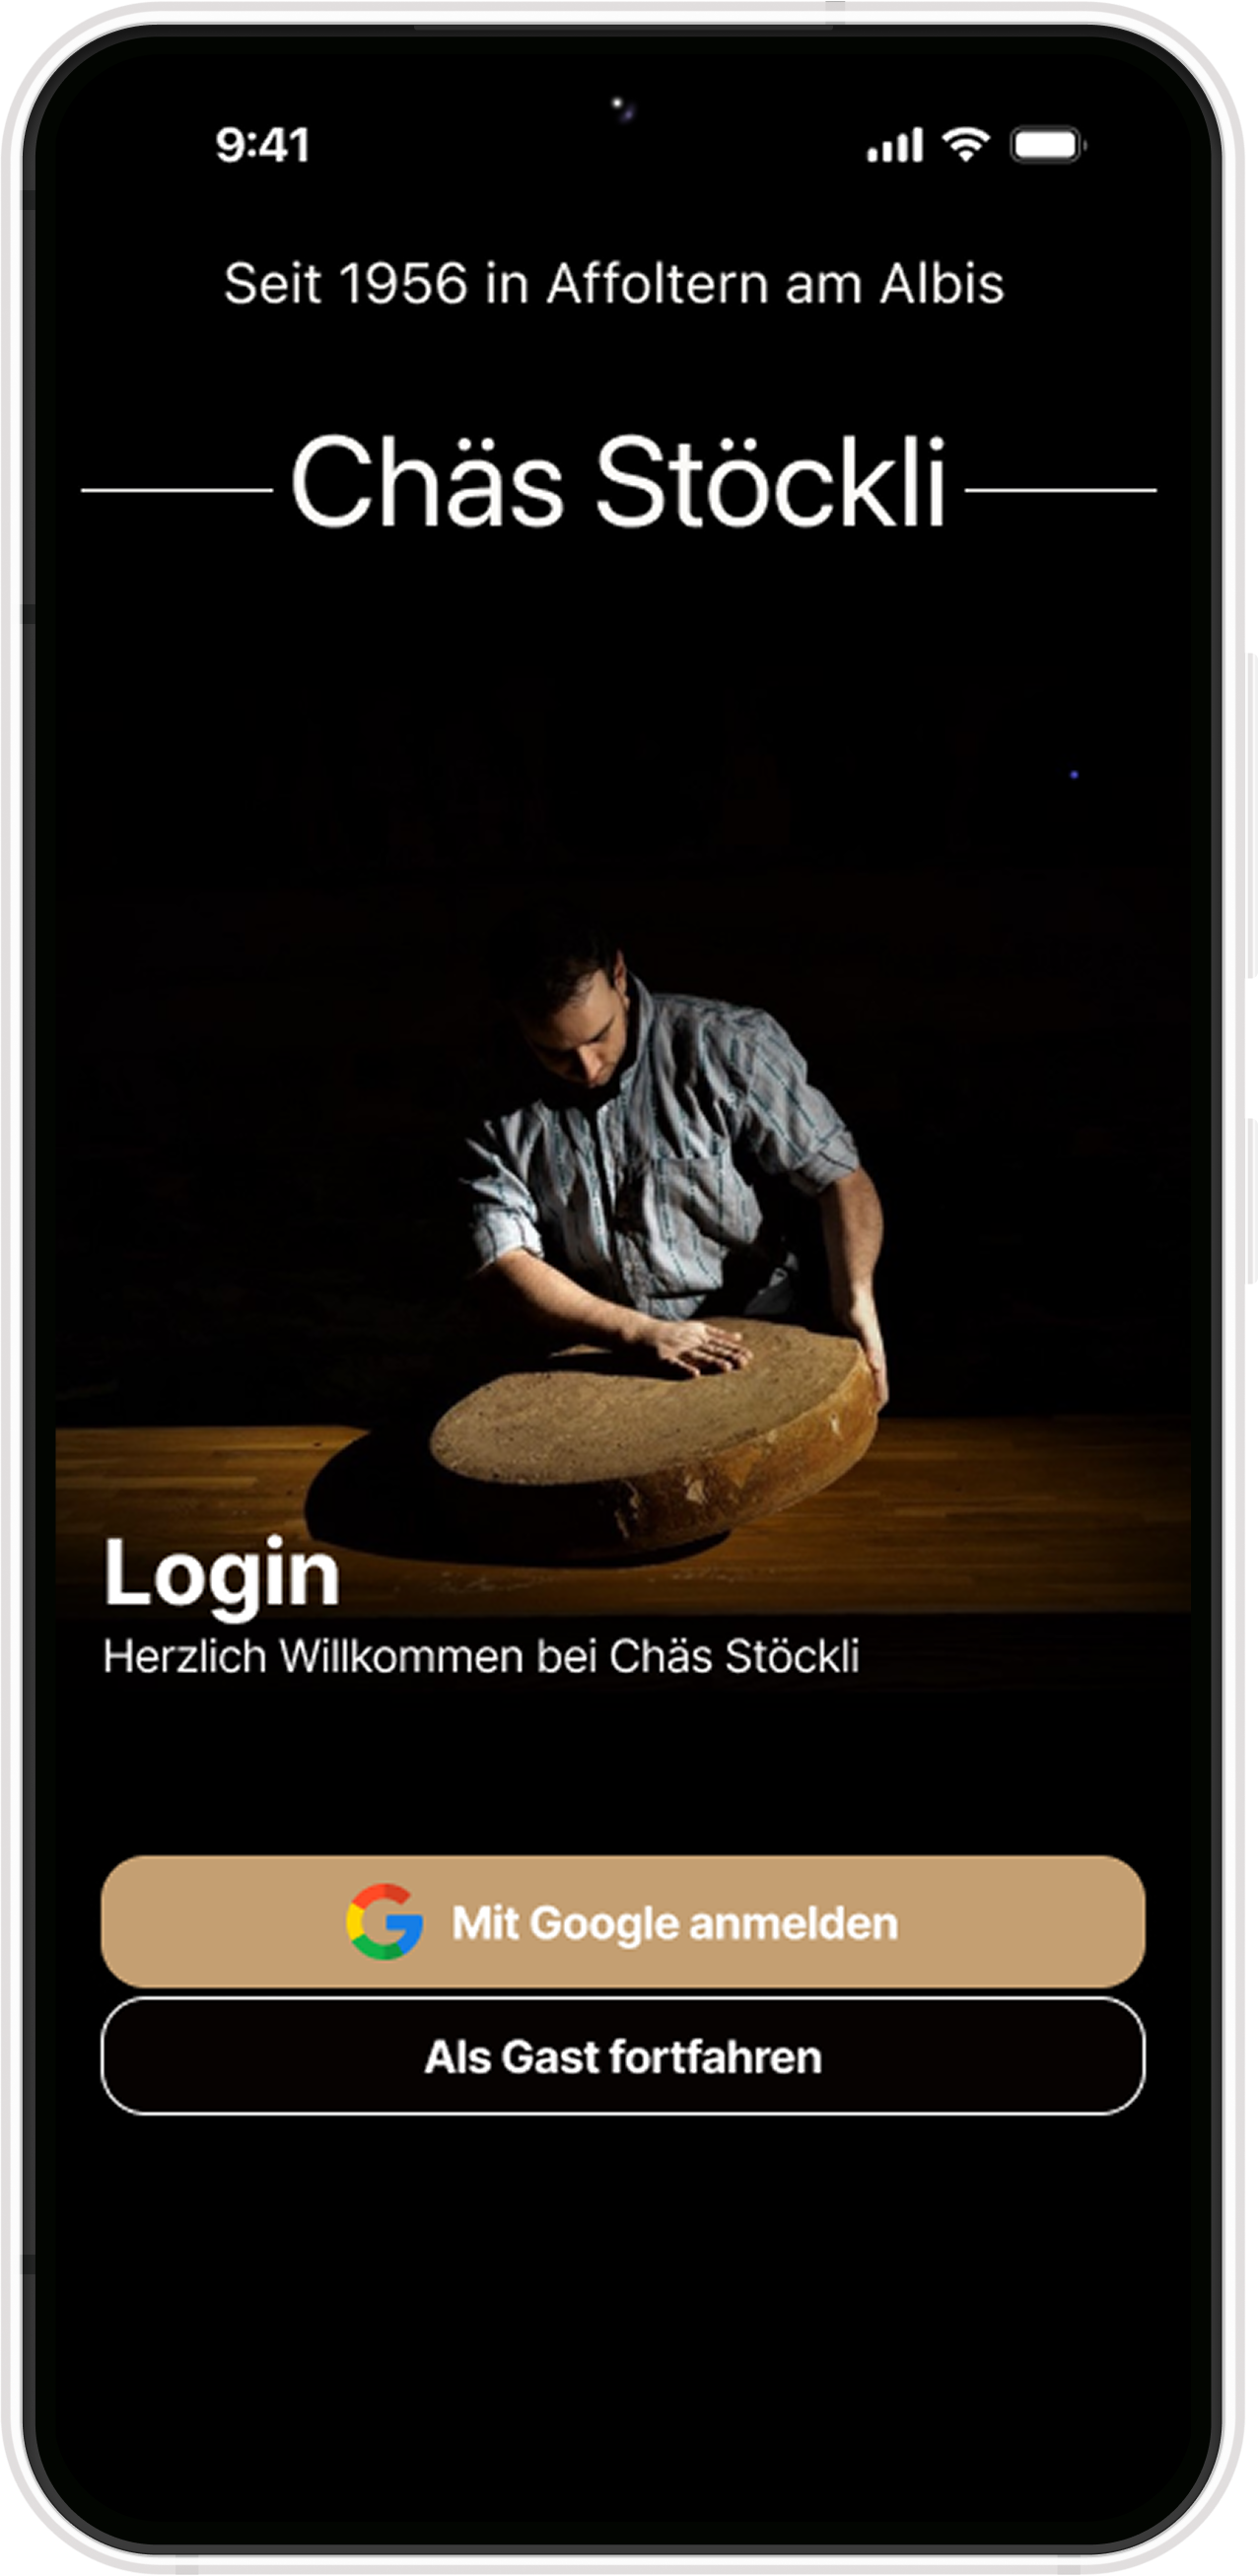 9:41
Seit 1956 in Affoltern am Albis
Chäs Stöckli
Login
Herzlich Willkommen bei Chäs Stöckli
Mit Google anmelden
Als Gast fortfahren